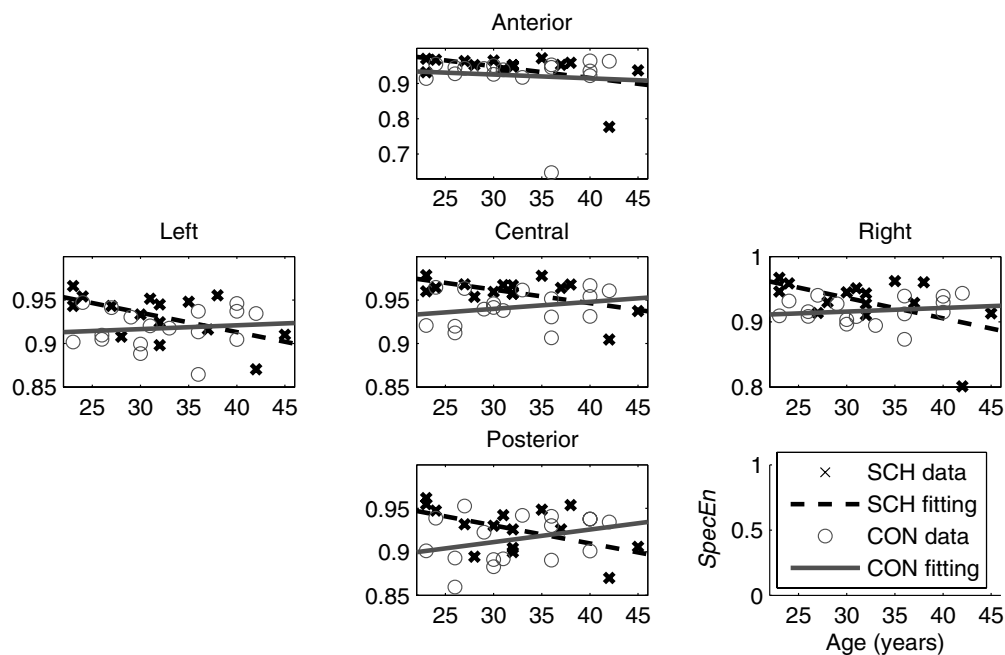 Anterior
0.9
0.8
0.7
25 30 35 40 45
Left
0.95
0.9
0.85
25 30 35 40 45
Central
0.95
0.9
0.85
25 30 35 40 45
Right
1
0.9
0.8
25 30 35 40 45
Posterior
0.95
0.9
0.85
25 30 35 40 45
1
0.5
0
SpecEn
25 30 35 40 45
Age (years)
SCH data
SCH fitting
CON data
CON fitting